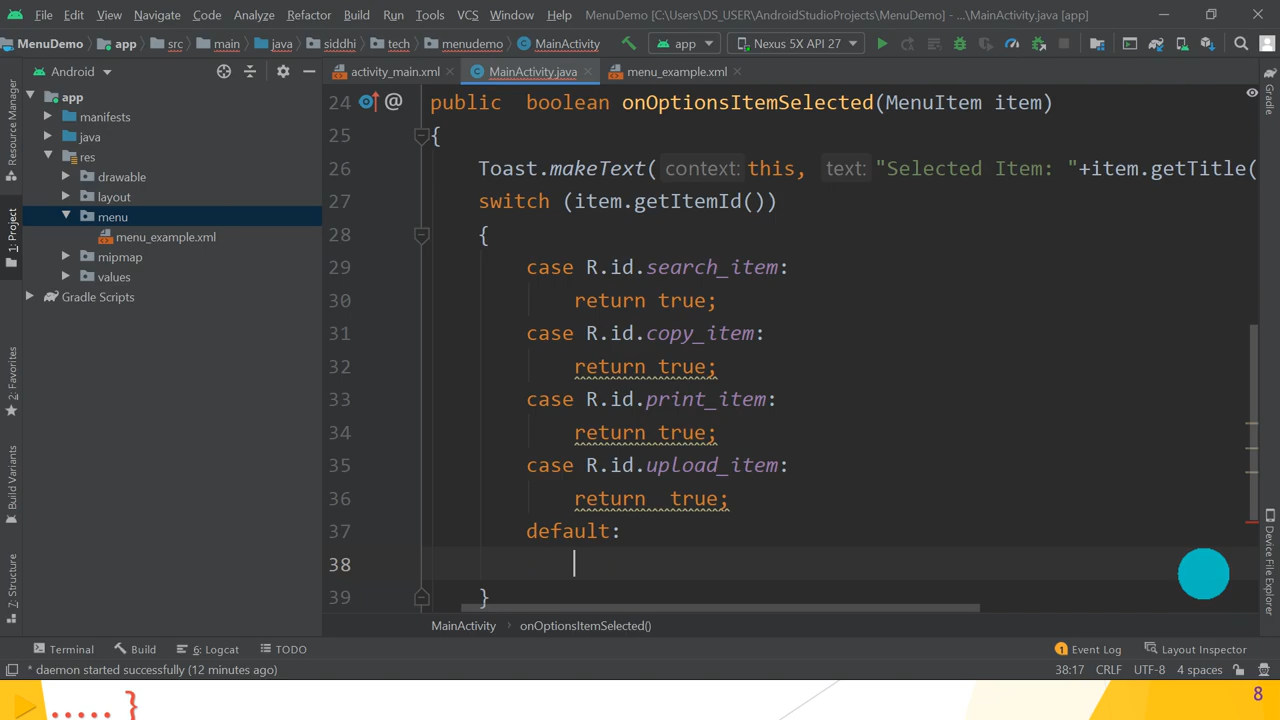 File Edit View Navigate Code Analyze Refactor Build Run Tools VCS Window Help MenuDemo [C:\Users\DS_USER\AndroidStudioProjects\MenuDemo] - ...\MainActivity.java [app]
MenuDemo app src main java siddhi tech menudemo MainActivity app Nexus 5X API 27
Android activity_main.xml MainActivity.java menu_example.xml
app
manifests
java
res
drawable
layout
menu
menu_example.xml
mipmap
values
Gradle Scripts
Resource Manager
1: Project
2: Favorites
Build Variants
7: Structure
24 @ public boolean onOptionsItemSelected(MenuItem item)
25 {
26 Toast.makeText( context: this, text: "Selected Item: "+item.getTitle(
27 switch (item.getItemId())
28 {
29 case R.id.search_item:
30 return true;
31 case R.id.copy_item:
32 return true;
33 case R.id.print_item:
34 return true;
35 case R.id.upload_item:
36 return  true;
37 default:
38
39 }
Gradle
Device File Explorer
MainActivity › onOptionsItemSelected()
Terminal Build 6: Logcat TODO 1 Event Log Layout Inspector
* daemon started successfully (12 minutes ago) 38:17 CRLF UTF-8 4 spaces
..... }
8